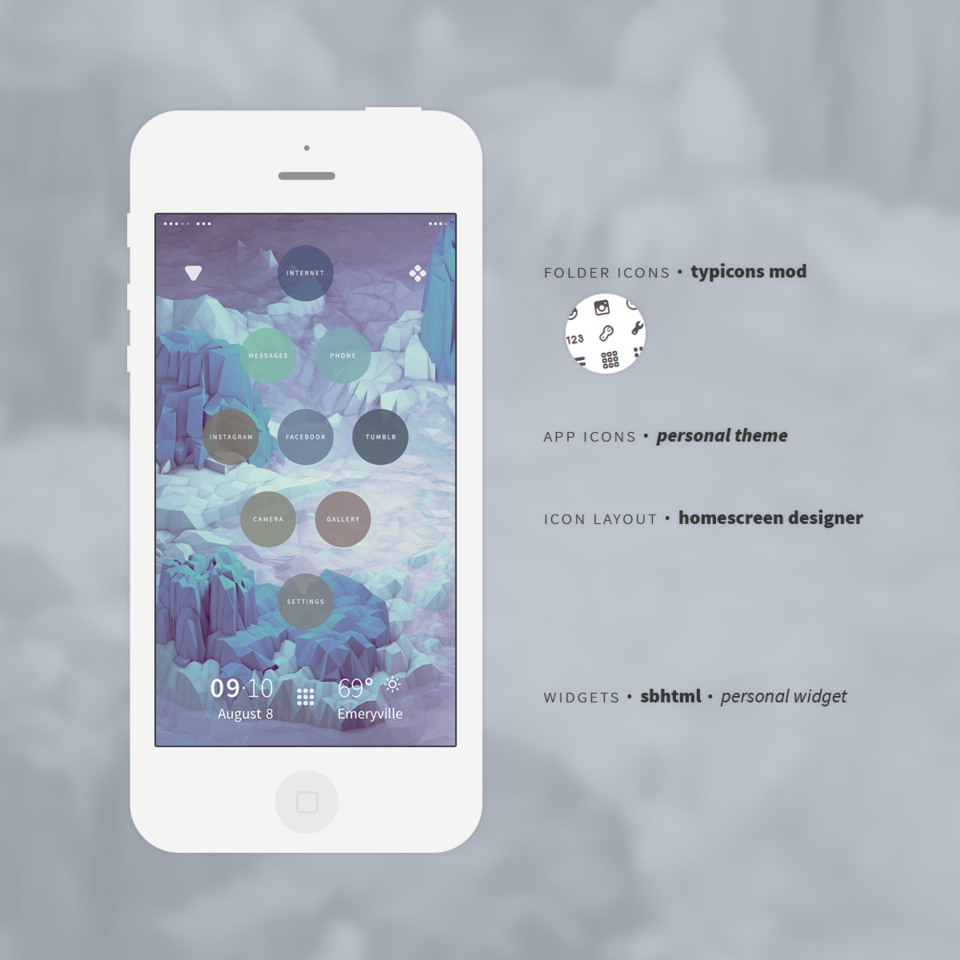 INTERNET
FOLDER ICONS • typicons mod
123
MESSAGES PHONE
INSTAGRAM FACEBOOK TUMBLR
APP ICONS • personal theme
CAMERA GALLERY
ICON LAYOUT • homescreen designer
SETTINGS
09·10 69°
August 8 Emeryville
WIDGETS • sbhtml • personal widget